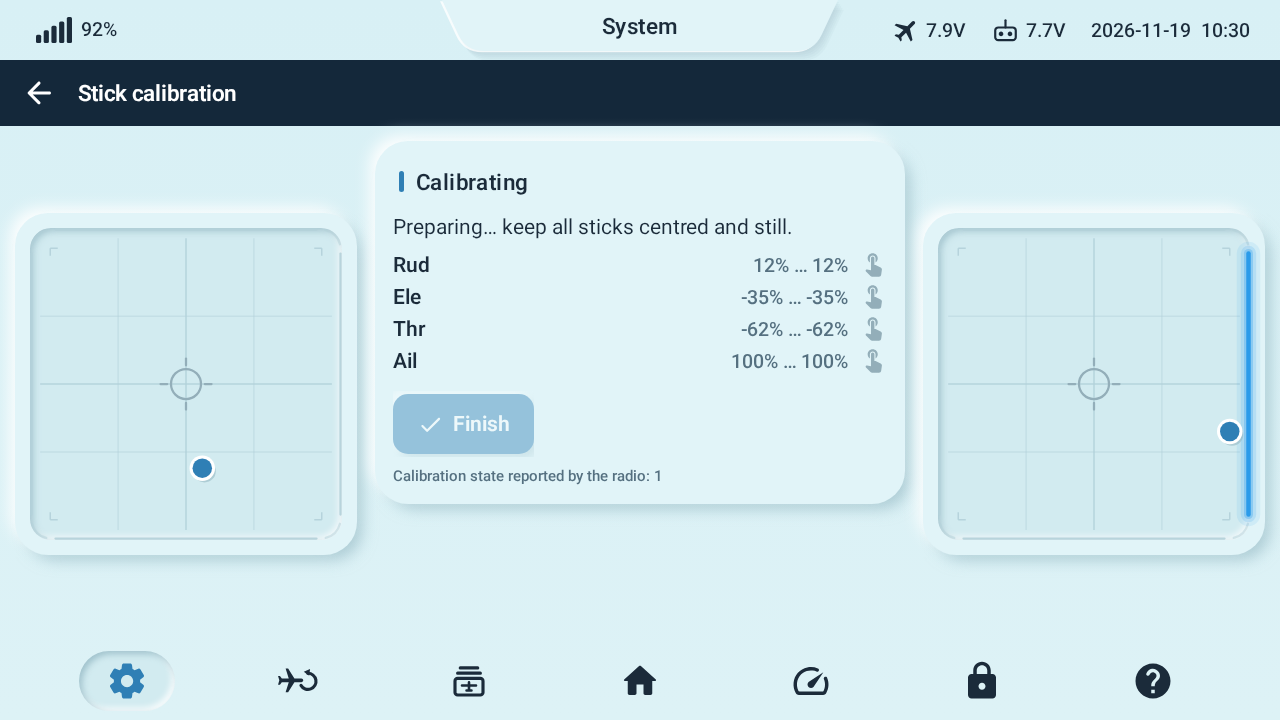 92%
System
7.9V
7.7V
2026-11-19 10:30
Stick calibration
Calibrating
Preparing... keep all sticks centred and still.
Rud 12% ... 12%
Ele -35% ... -35%
Thr -62% ... -62%
Ail 100% ... 100%
Finish
Calibration state reported by the radio: 1